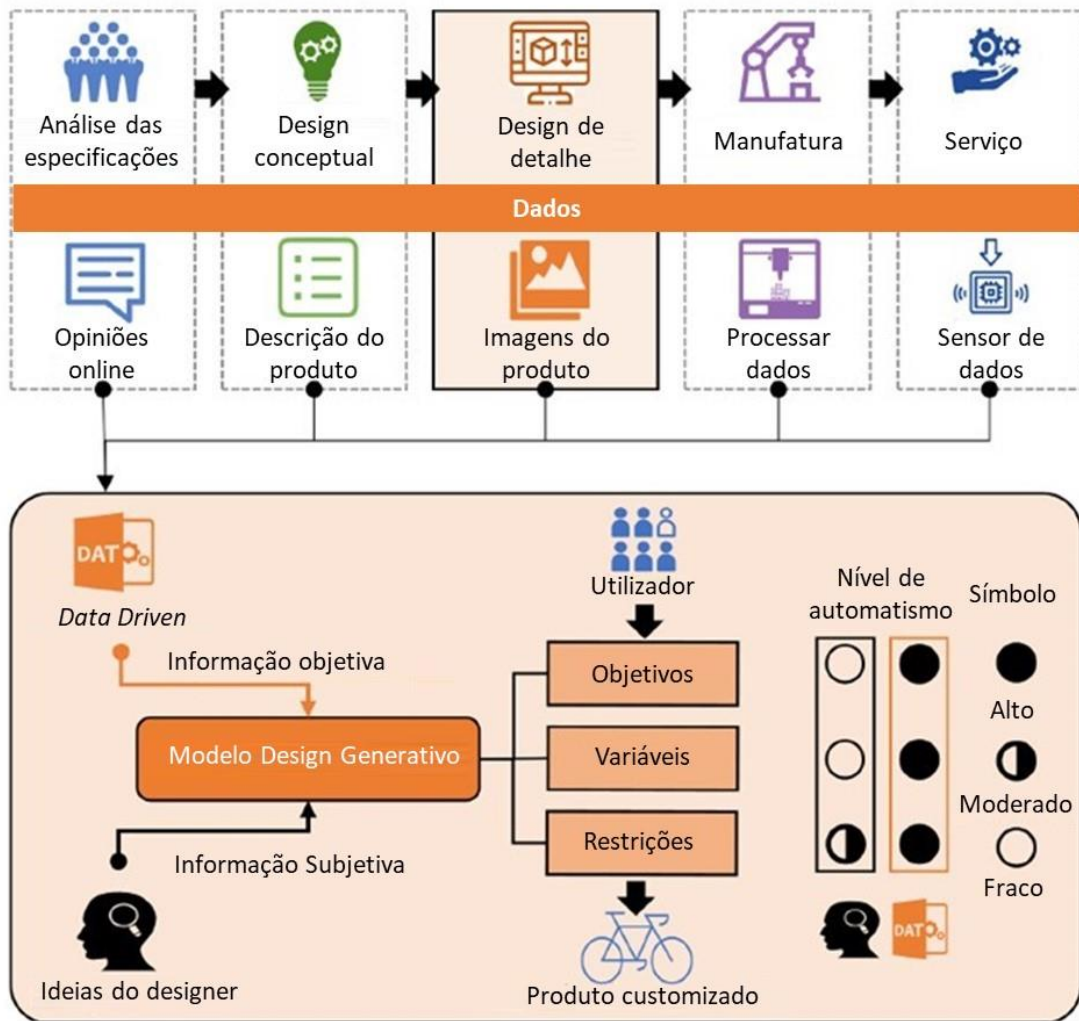 Análise das
especificações
Design
conceptual
Design de
detalhe
Manufatura
Serviço
Dados
Opiniões
online
Descrição do
produto
Imagens do
produto
Processar
dados
Sensor de
dados
DAT
Data Driven
Informação objetiva
Modelo Design Generativo
Informação Subjetiva
Ideias do designer
Utilizador
Objetivos
Variáveis
Restrições
Produto customizado
Nível de
automatismo
Símbolo
Alto
Moderado
Fraco
DAT